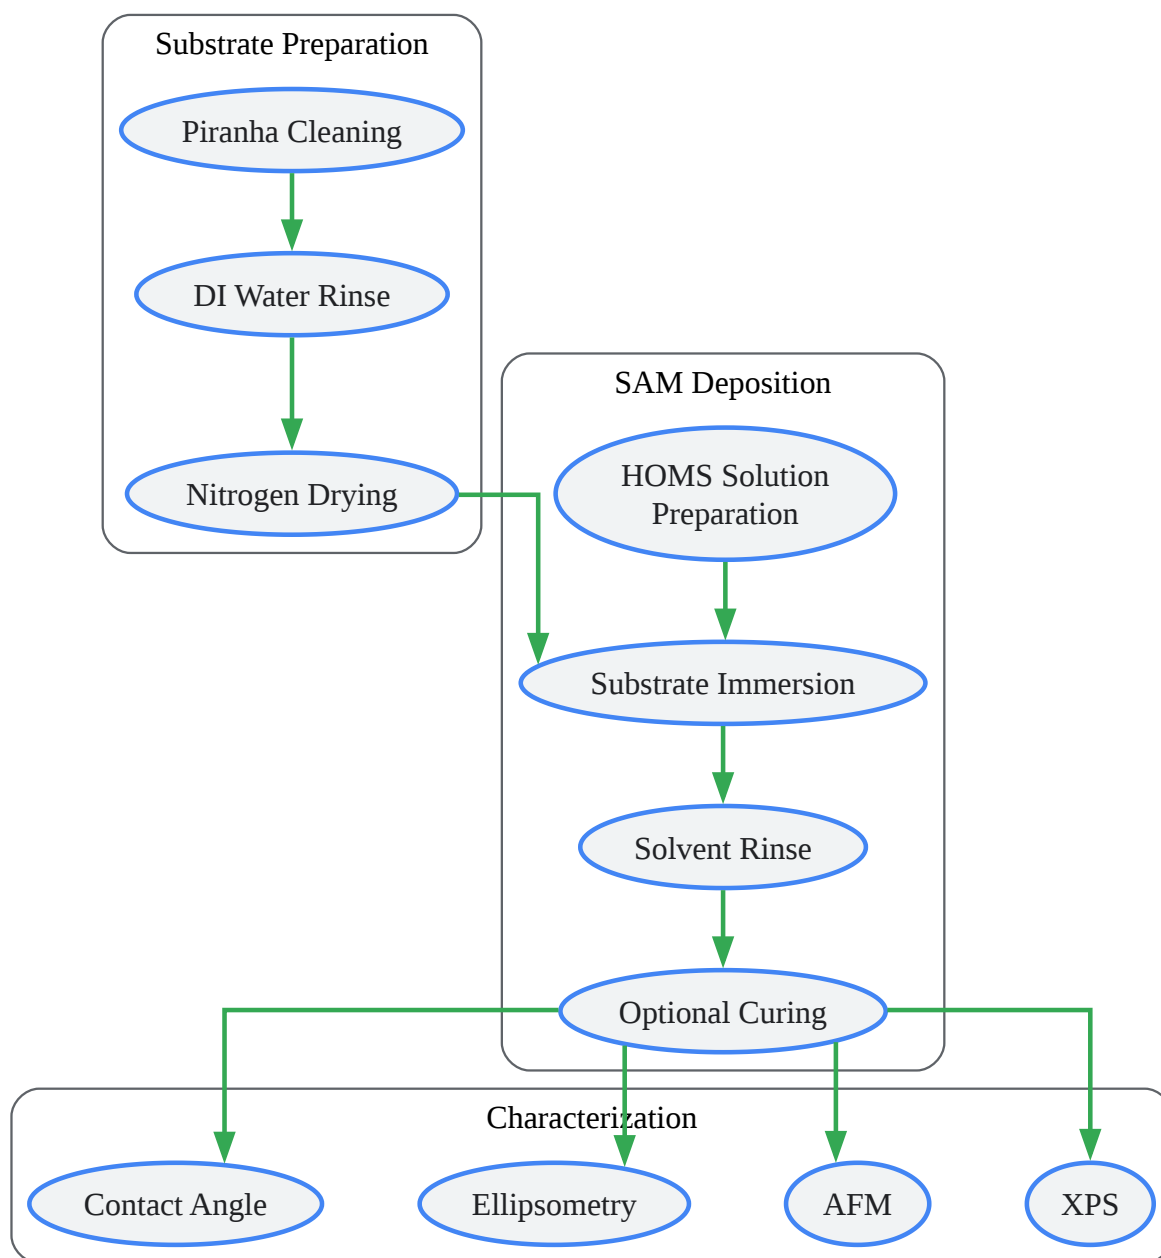 Substrate Preparation
Piranha Cleaning
DI Water Rinse
Nitrogen Drying
SAM Deposition
HOMS Solution
Preparation
Substrate Immersion
Solvent Rinse
Optional Curing
Characterization
Contact Angle
Ellipsometry
AFM
XPS